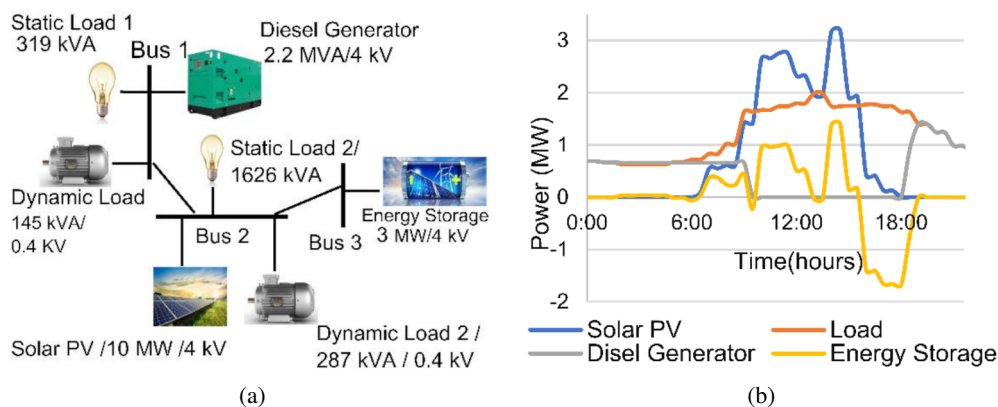 Static Load 1
319 kVA
Bus 1
Diesel Generator
2.2 MVA/4 kV
Dynamic Load
145 kVA/
0.4 KV
Static Load 2/
1626 kVA
Bus 2
Bus 3
Energy Storage
3 MW/4 kV
Solar PV /10 MW /4 kV
Dynamic Load 2 /
287 kVA / 0.4 kV
(a)
Power (MW)
3
2
1
0
-1
-2
0:00
6:00
12:00
18:00
Time(hours)
Solar PV
Load
Disel Generator
Energy Storage
(b)